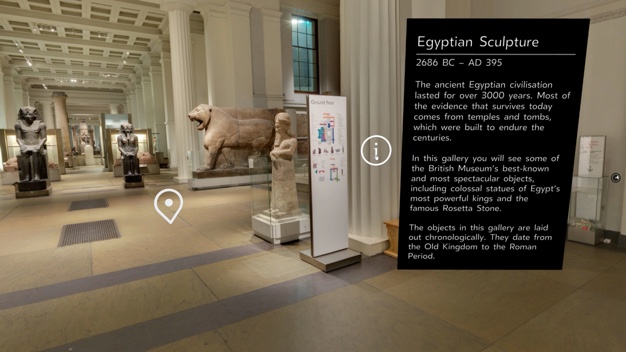 Egyptian Sculpture
2686 BC – AD 395
The ancient Egyptian civilisation
lasted for over 3000 years. Most of
the evidence that survives today
comes from temples and tombs,
which were built to endure the
centuries.
In this gallery you will see some of
the British Museum's best-known
and most spectacular objects,
including colossal statues of Egypt's
most powerful kings and the
famous Rosetta Stone.
The objects in this gallery are laid
out chronologically. They date from
the Old Kingdom to the Roman
Period.
Ground floor